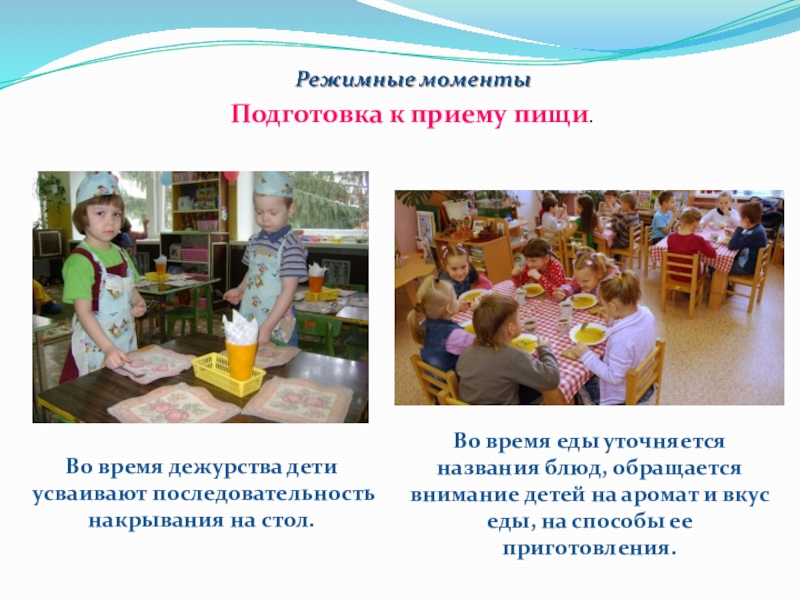 Режимные моменты
Подготовка к приему пищи.
Во время дежурства дети
усваивают последовательность
накрывания на стол.
Во время еды уточняется
названия блюд, обращается
внимание детей на аромат и вкус
еды, на способы ее
приготовления.